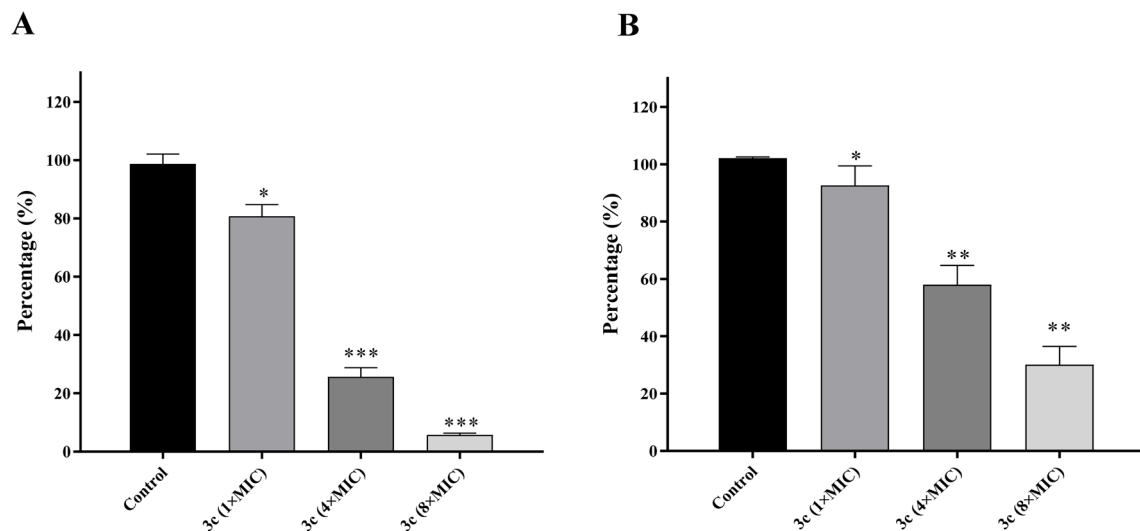 A
Percentage (%)
120
100
80
60
40
20
0
*
***
***
Control
3c (1×MIC)
3c (4×MIC)
3c (8×MIC)
B
Percentage (%)
120
100
80
60
40
20
0
*
**
**
Control
3c (1×MIC)
3c (4×MIC)
3c (8×MIC)